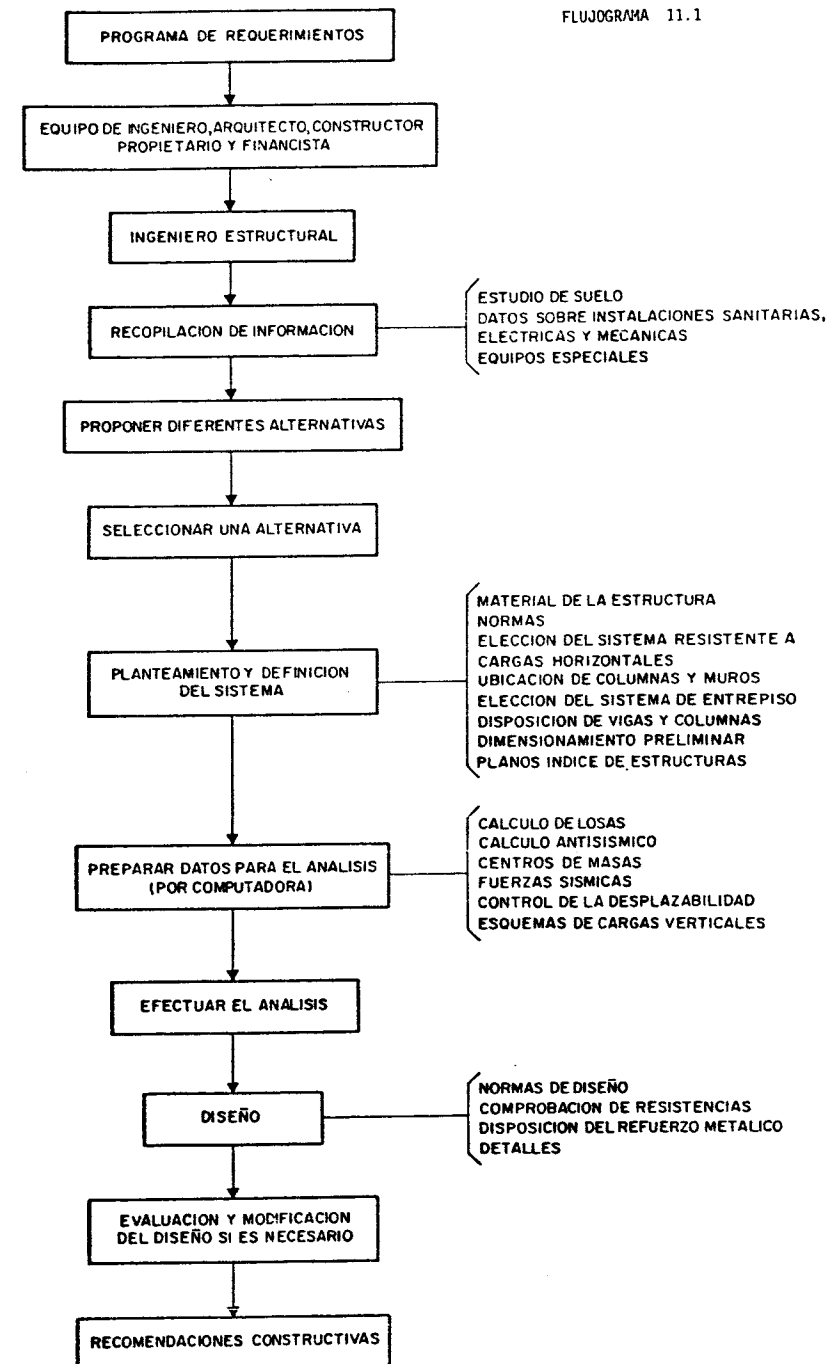 FLUJOGRAMA 11.1
PROGRAMA DE REQUERIMIENTOS
EQUIPO DE INGENIERO, ARQUITECTO, CONSTRUCTOR
PROPIETARIO Y FINANCISTA
INGENIERO ESTRUCTURAL
RECOPILACION DE INFORMACION
ESTUDIO DE SUELO
DATOS SOBRE INSTALACIONES SANITARIAS,
ELECTRICAS Y MECANICAS
EQUIPOS ESPECIALES
PROPONER DIFERENTES ALTERNATIVAS
SELECCIONAR UNA ALTERNATIVA
PLANTEAMIENTO Y DEFINICION
DEL SISTEMA
MATERIAL DE LA ESTRUCTURA
NORMAS
ELECCION DEL SISTEMA RESISTENTE A
CARGAS HORIZONTALES
UBICACION DE COLUMNAS Y MUROS
ELECCION DEL SISTEMA DE ENTREPISO
DISPOSICION DE VIGAS Y COLUMNAS
DIMENSIONAMIENTO PRELIMINAR
PLANOS INDICE DE ESTRUCTURAS
PREPARAR DATOS PARA EL ANALISIS
(POR COMPUTADORA)
CALCULO DE LOSAS
CALCULO ANTISISMICO
CENTROS DE MASAS
FUERZAS SISMICAS
CONTROL DE LA DESPLAZABILIDAD
ESQUEMAS DE CARGAS VERTICALES
EFECTUAR EL ANALISIS
DISEÑO
NORMAS DE DISEÑO
COMPROBACION DE RESISTENCIAS
DISPOSICION DEL REFUERZO METALICO
DETALLES
EVALUACION Y MODIFICACION
DEL DISEÑO SI ES NECESARIO
RECOMENDACIONES CONSTRUCTIVAS